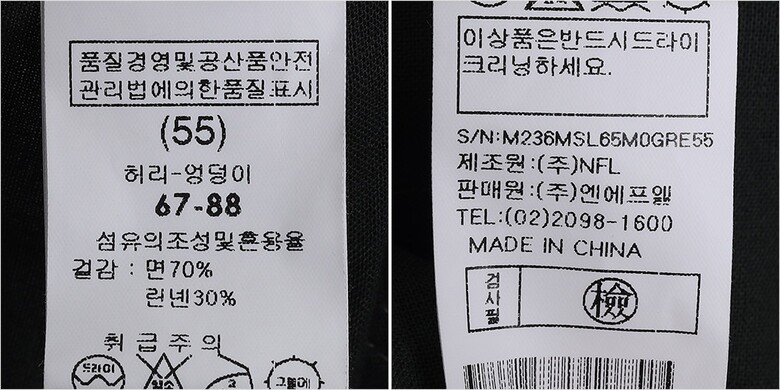 품질경영및공산품안전
관리법에의한품질표시
(55)
허리-엉덩이
67-88
섬유의조성및혼용율
겉감 : 면70%
린넨30%
취급주의
드라이
이상품은반드시드라이
크리닝하세요.
S/N:M236MSL65M0GRE55
제조원:(주)NFL
판매원:(주)엔에프엘
TEL:(02)2098-1600
MADE IN CHINA
검사필
檢